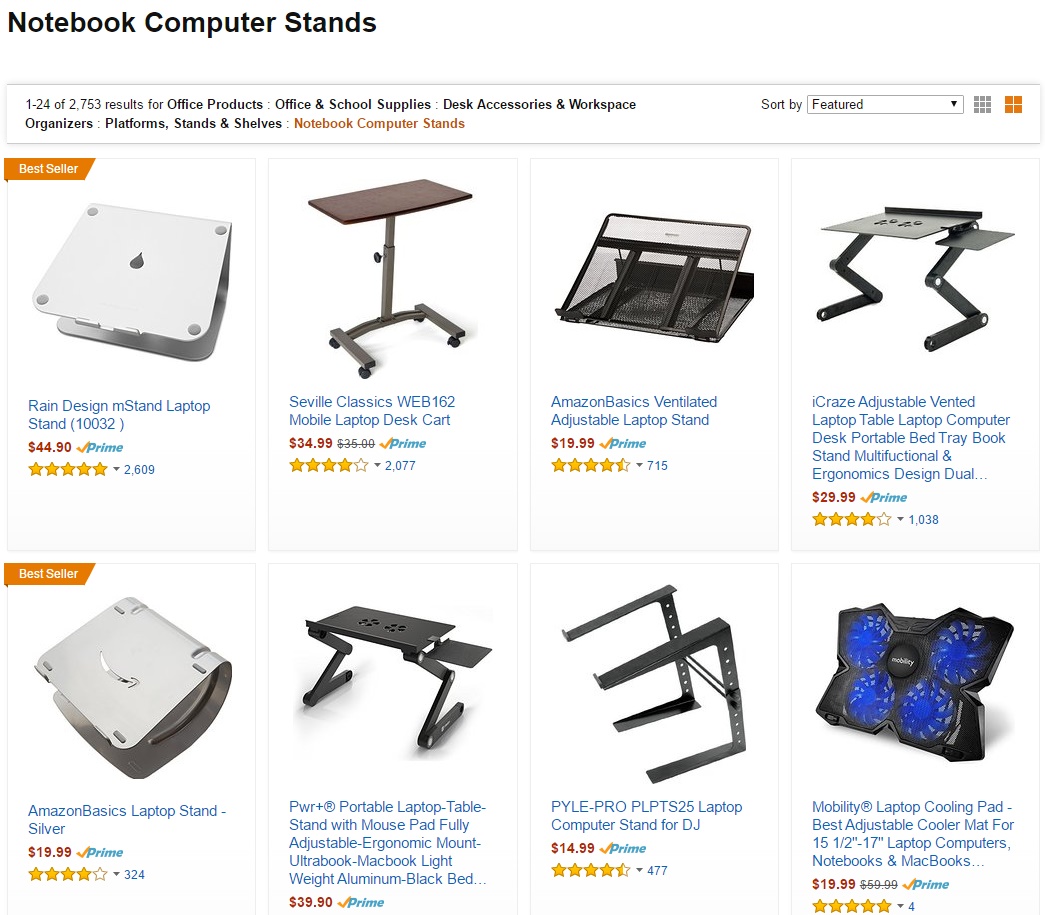 Notebook Computer Stands
1-24 of 2,753 results for Office Products : Office & School Supplies : Desk Accessories & Workspace
Organizers : Platforms, Stands & Shelves : Notebook Computer Stands
Sort by Featured
Best Seller
Rain Design mStand Laptop
Stand (10032 )
$44.90 Prime
2,609
Seville Classics WEB162
Mobile Laptop Desk Cart
$34.99 $35.00 Prime
2,077
AmazonBasics Ventilated
Adjustable Laptop Stand
$19.99 Prime
715
iCraze Adjustable Vented
Laptop Table Laptop Computer
Desk Portable Bed Tray Book
Stand Multifuctional &
Ergonomics Design Dual…
$29.99 Prime
1,038
Best Seller
AmazonBasics Laptop Stand -
Silver
$19.99 Prime
324
Pwr+® Portable Laptop-Table-
Stand with Mouse Pad Fully
Adjustable-Ergonomic Mount-
Ultrabook-Macbook Light
Weight Aluminum-Black Bed…
$39.90 Prime
PYLE-PRO PLPTS25 Laptop
Computer Stand for DJ
$14.99 Prime
477
mobility
Mobility® Laptop Cooling Pad -
Best Adjustable Cooler Mat For
15 1/2"-17" Laptop Computers,
Notebooks & MacBooks…
$19.99 $59.99 Prime
4